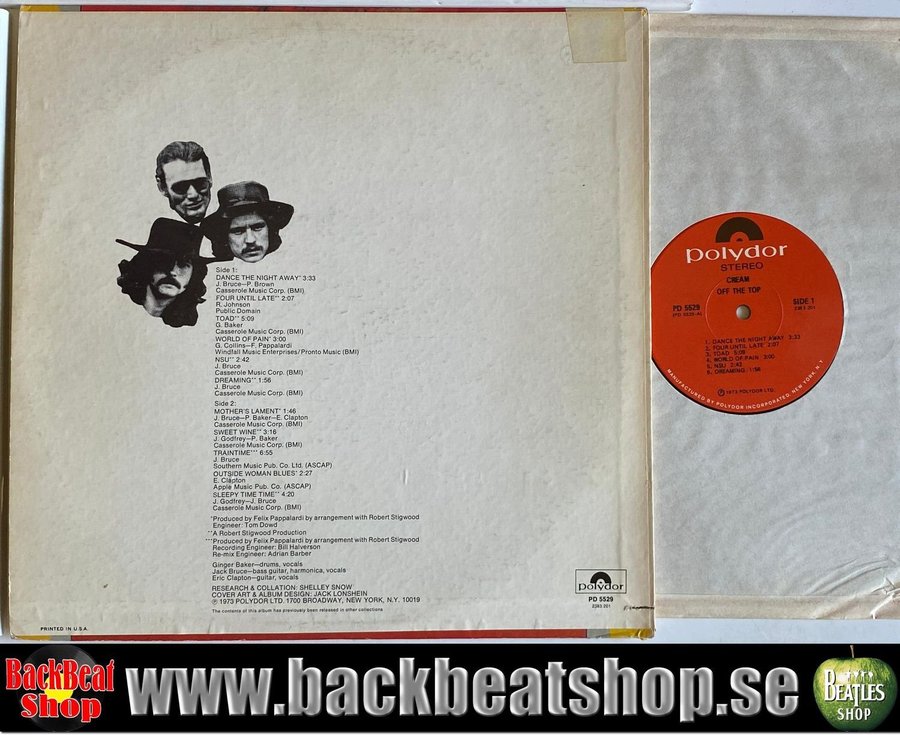 Side 1:
DANCE THE NIGHT AWAY* 3:33
J. Bruce—P. Brown
Casserole Music Corp. (BMI)
FOUR UNTIL LATE** 2:07
R. Johnson
Public Domain
TOAD** 5:09
G. Baker
Casserole Music Corp. (BMI)
WORLD OF PAIN* 3:00
G. Collins—F. Pappalardi
Windfall Music Enterprises/Pronto Music (BMI)
NSU** 2:42
J. Bruce
Casserole Music Corp. (BMI)
DREAMING** 1:56
J. Bruce
Casserole Music Corp. (BMI)
Side 2:
MOTHER'S LAMENT* 1:46
J. Bruce—P. Baker—E. Clapton
Casserole Music Corp. (BMI)
SWEET WINE** 3:16
J. Godfrey—P. Baker
Casserole Music Corp. (BMI)
TRAINTIME*** 6:55
J. Bruce
Southern Music Pub. Co. Ltd. (ASCAP)
OUTSIDE WOMAN BLUES* 2:27
E. Clapton
Apple Music Pub. Co. (ASCAP)
SLEEPY TIME TIME** 4:20
J. Godfrey—J. Bruce
Casserole Music Corp. (BMI)
*Produced by Felix Pappalardi by arrangement with Robert Stigwood
Engineer: Tom Dowd
**A Robert Stigwood Production
***Produced by Felix Pappalardi by arrangement with Robert Stigwood
Recording Engineer: Bill Halverson
Re-mix Engineer: Adrian Barber
Ginger Baker—drums, vocals
Jack Bruce—bass guitar, harmonica, vocals
Eric Clapton—guitar, vocals
RESEARCH & COLLATION: SHELLEY SNOW
COVER ART & ALBUM DESIGN: JACK LONSHEIN
℗ 1973 POLYDOR LTD. 1700 BROADWAY, NEW YORK, N.Y. 10019
The contents of this album has previously been released in other collections
PRINTED IN U.S.A.
polydor
PD 5529
2383 201
polydor
STEREO
CREAM
OFF THE TOP
PD 5529
(PD 5529-A)
SIDE 1
2383 201
1. DANCE THE NIGHT AWAY 3:33
2. FOUR UNTIL LATE 2:07
3. TOAD 5:08
4. WORLD OF PAIN 3:00
5. NSU 2:42
6. DREAMING 1:56
℗ 1973 POLYDOR LTD.
MANUFACTURED BY POLYDOR INCORPORATED, NEW YORK, N.Y.
BackBeat
Shop
www.backbeatshop.se
BEATLES
SHOP